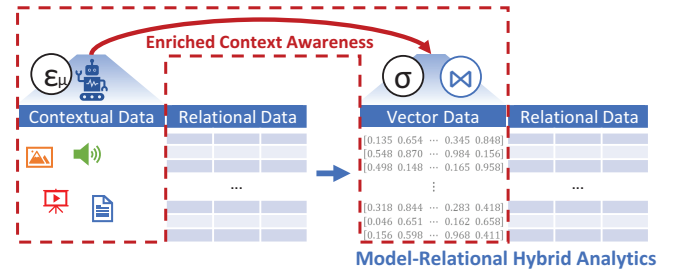 Enriched Context Awareness
εμ
σ ⋈
Contextual Data Relational Data Vector Data Relational Data
[0.135 0.654 ⋯ 0.345 0.848]
[0.548 0.870 ⋯ 0.984 0.156]
[0.498 0.148 ⋯ 0.165 0.958]
... ⋮ ...
[0.318 0.844 ⋯ 0.283 0.418]
[0.046 0.651 ⋯ 0.162 0.658]
[0.156 0.598 ⋯ 0.968 0.411]
Model-Relational Hybrid Analytics